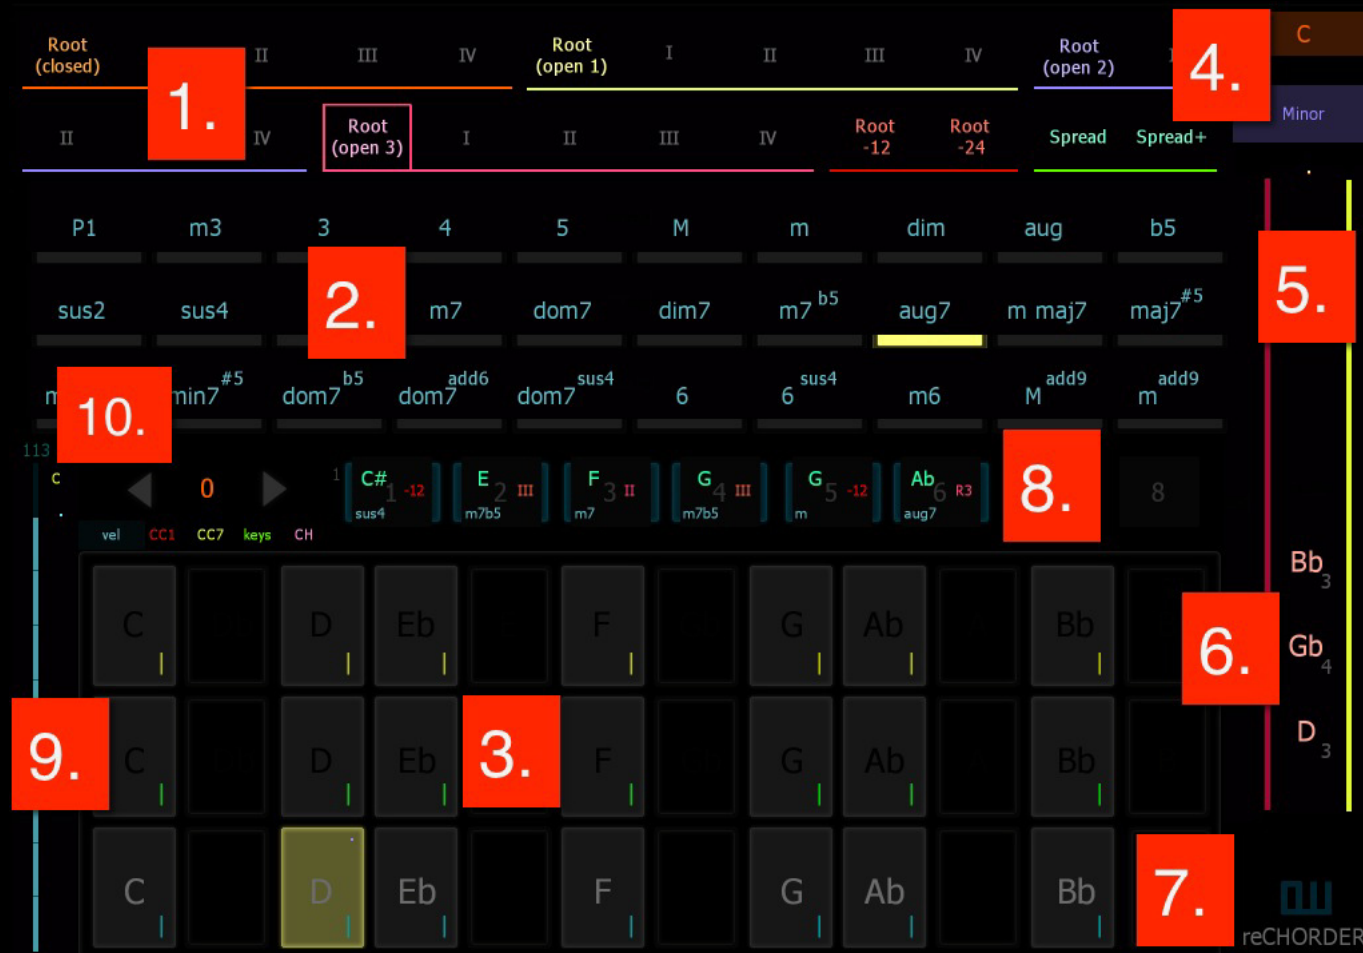 Root (closed) II III IV Root (open 1) I II III IV Root (open 2) 4. C
1. Minor
II IV Root (open 3) I II III IV Root -12 Root -24 Spread Spread+
P1 m3 3 4 5 M m dim aug b5
2. 5.
sus2 sus4 m7 dom7 dim7 m7 b5 aug7 m maj7 maj7 #5
10. min7 #5 dom7 b5 dom7 add6 dom7 sus4 6 6 sus4 m6 M add9 m add9
113
C 0 1 C# 1 -12 sus4 E 2 III m7b5 F 3 II m7 G 4 III m7b5 G 5 -12 m Ab 6 R3 aug7 8. 8
vel CC1 CC7 keys CH
Bb 3
C D Eb F G Ab Bb
6. Gb 4
9. C D Eb 3. F G Ab Bb
D 3
C D Eb F G Ab Bb 7.
reCHORDER